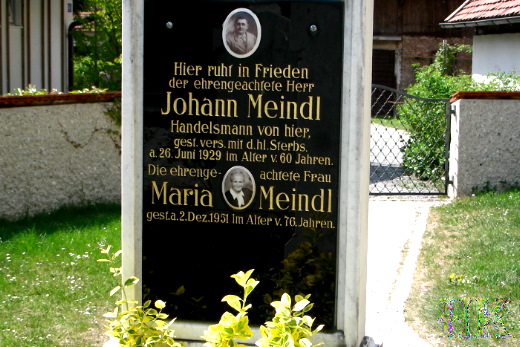 Hier ruht in Frieden
der ehrengeachtete Herr
Johann Meindl
Handelsmann von hier,
gest. vers. mit d. hl. Sterbs.
a. 26. Juni 1929 im Alter v. 60 Jahren.
Die ehrenge- achtete Frau
Maria Meindl
gest. a. 2. Dez. 1951 im Alter v. 76 Jahren.